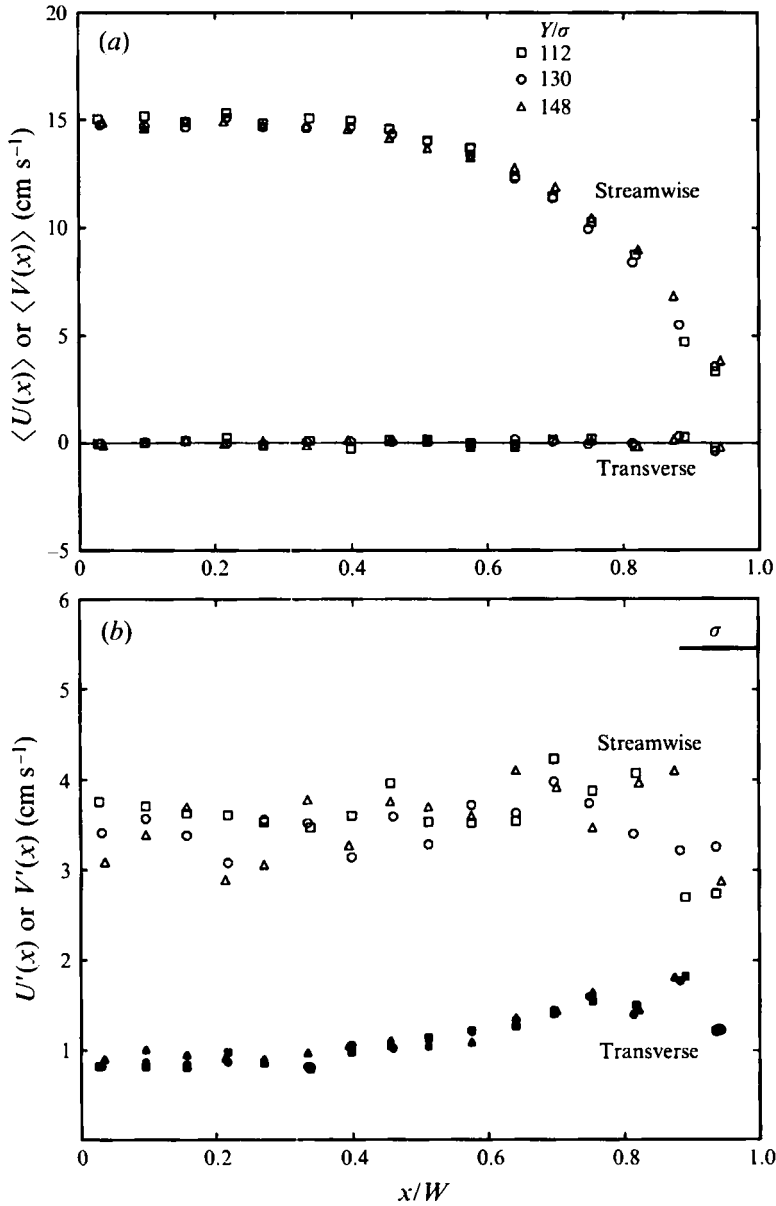 (a)
Y/σ
112
130
148
20
15
10
5
0
−5
⟨U(x)⟩ or ⟨V(x)⟩ (cm s⁻¹)
Streamwise
Transverse
0 0.2 0.4 0.6 0.8 1.0
(b)
σ
6
5
4
3
2
1
U′(x) or V′(x) (cm s⁻¹)
Streamwise
Transverse
0 0.2 0.4 0.6 0.8 1.0
x/W